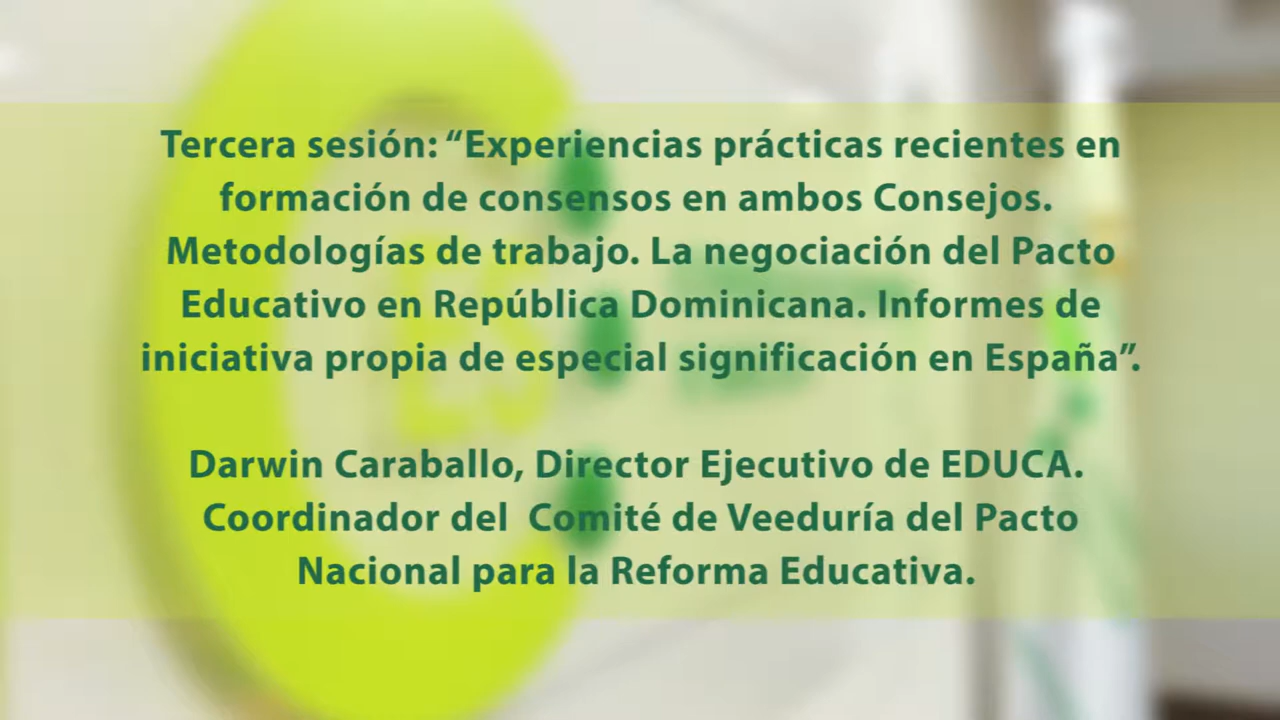 Tercera sesión: “Experiencias prácticas recientes en
formación de consensos en ambos Consejos.
Metodologías de trabajo. La negociación del Pacto
Educativo en República Dominicana. Informes de
iniciativa propia de especial significación en España”.
Darwin Caraballo, Director Ejecutivo de EDUCA.
Coordinador del  Comité de Veeduría del Pacto
Nacional para la Reforma Educativa.